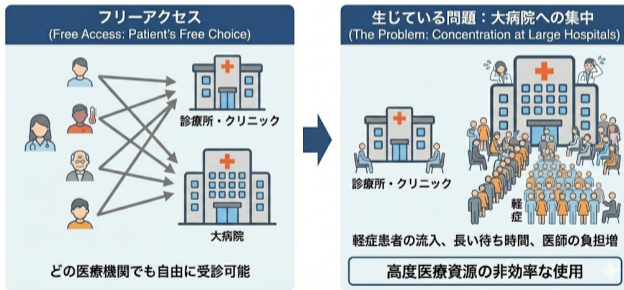 フリーアクセス
(Free Access: Patient's Free Choice)
診療所・クリニック
大病院
どの医療機関でも自由に受診可能
生じている問題：大病院への集中
(The Problem: Concentration at Large Hospitals)
診療所・クリニック
軽症
軽症患者の流入、長い待ち時間、医師の負担増
高度医療資源の非効率な使用